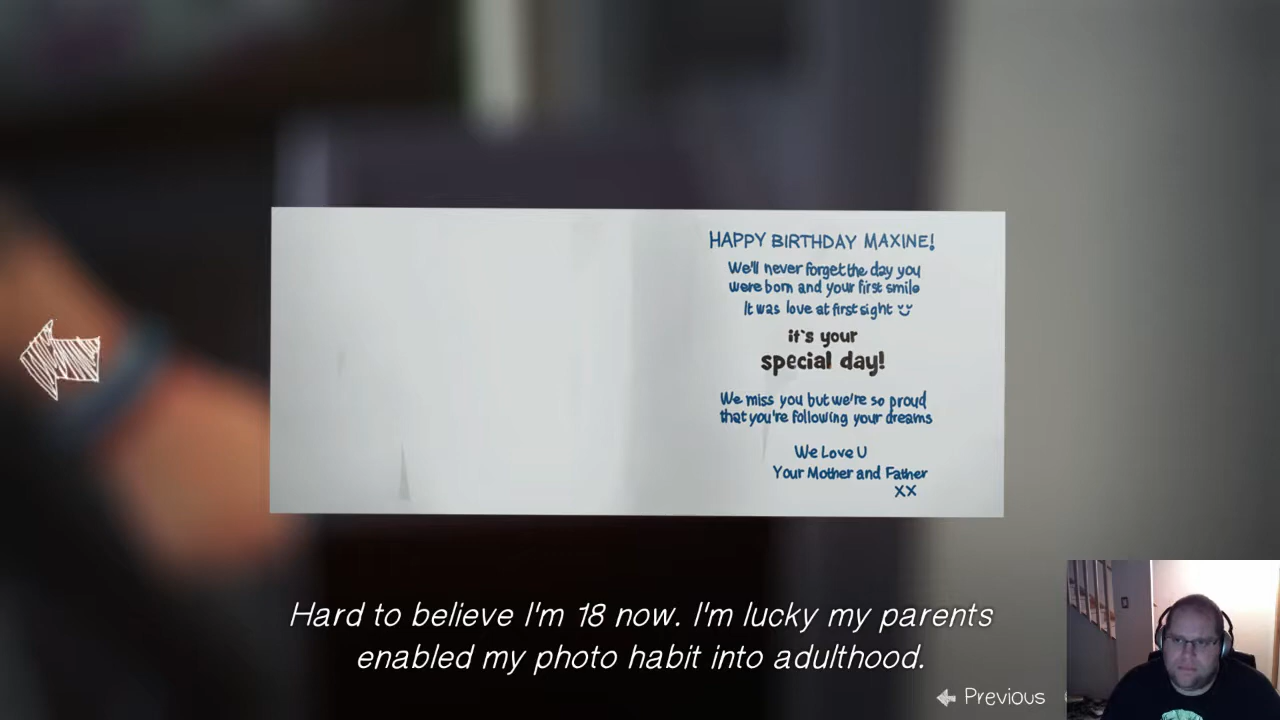 HAPPY BIRTHDAY MAXINE!
We'll never forget the day you
were born and your first smile
It was love at first sight
it's your
special day!
We miss you but we're so proud
that you're following your dreams
We Love U
Your Mother and Father
XX
Hard to believe I'm 18 now. I'm lucky my parents
enabled my photo habit into adulthood.
Previous